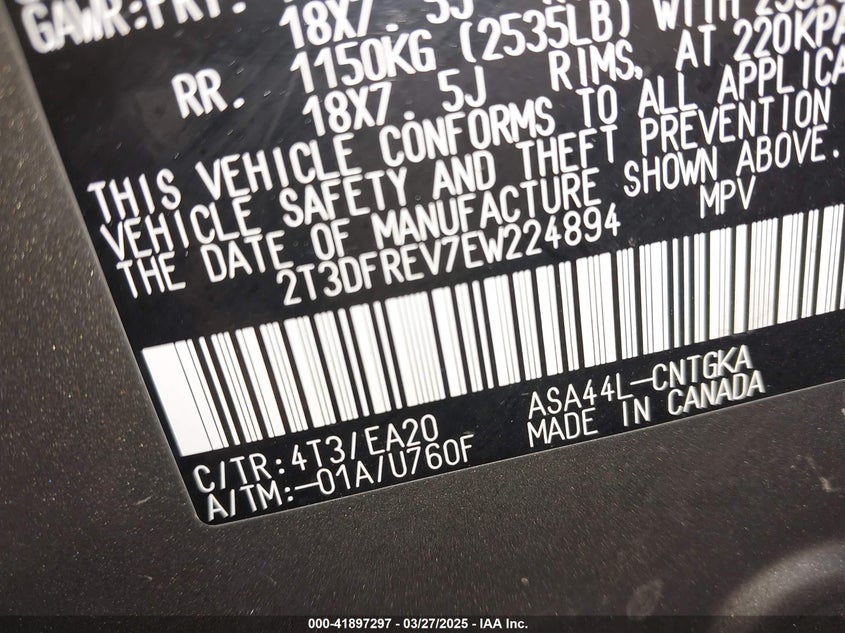 GAWR:FRT.
18X7.5J
RR. 1150KG (2535LB) WITH
18X7.5J RIMS, AT 220KPA
THIS VEHICLE CONFORMS TO ALL
VEHICLE SAFETY AND THEFT PREVENTION
THE DATE OF MANUFACTURE SHOWN ABOVE.
2T3DFREV7EW224894 MPV
C/TR:4T3/EA20 ASA44L-CNTGKA
A/TM:-01A/U760F MADE IN CANADA
000-41897297 - 03/27/2025 - IAA Inc.